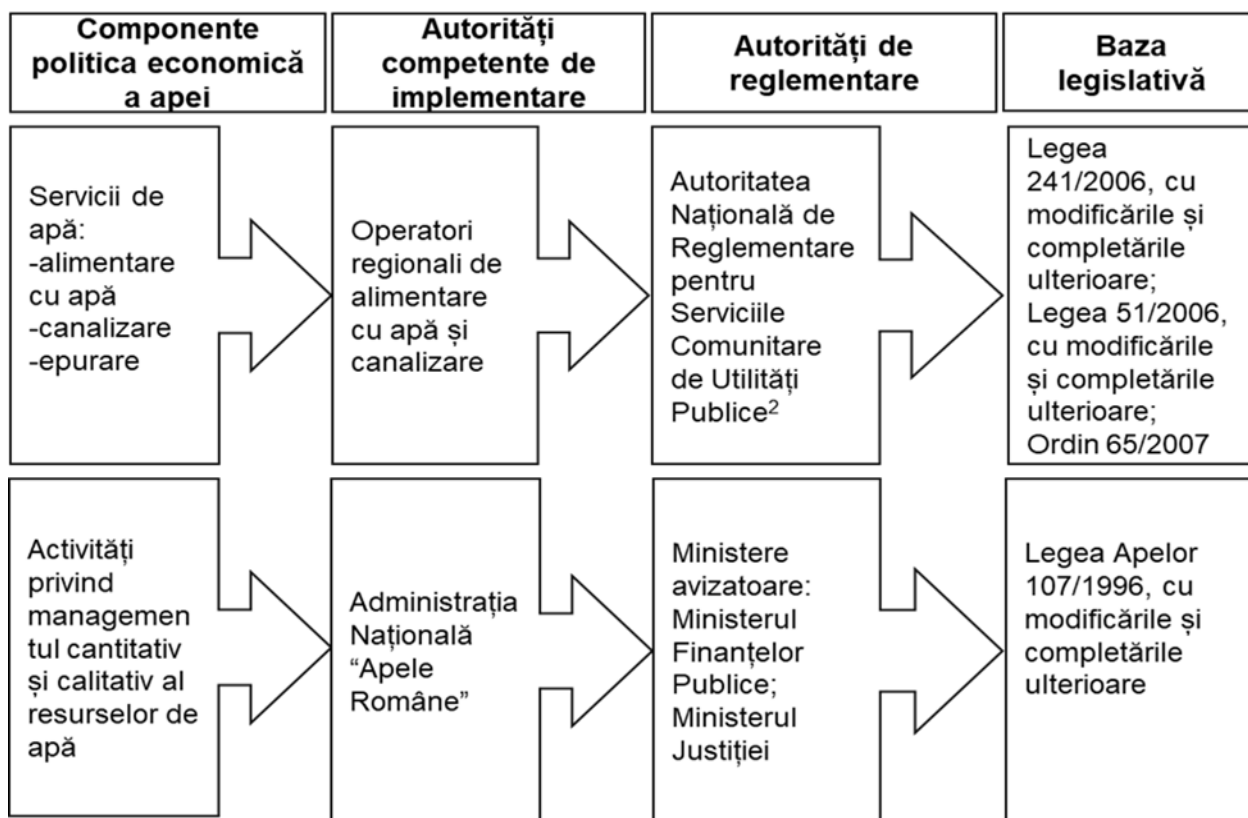 Componente
politica economică
a apei
Autorități
competente de
implementare
Autorități de
reglementare
Baza
legislativă
Servicii de
apă:
-alimentare
cu apă
-canalizare
-epurare
Operatori
regionali de
alimentare
cu apă și
canalizare
Autoritatea
Națională de
Reglementare
pentru
Serviciile
Comunitare
de Utilități
Publice²
Legea
241/2006, cu
modificările și
completările
ulterioare;
Legea 51/2006,
cu modificările
și completările
ulterioare;
Ordin 65/2007
Activități
privind
managemen
tul cantitativ
și calitativ al
resurselor de
apă
Administrația
Națională
“Apele
Române”
Ministere
avizatoare:
Ministerul
Finanțelor
Publice;
Ministerul
Justiției
Legea Apelor
107/1996, cu
modificările și
completările
ulterioare